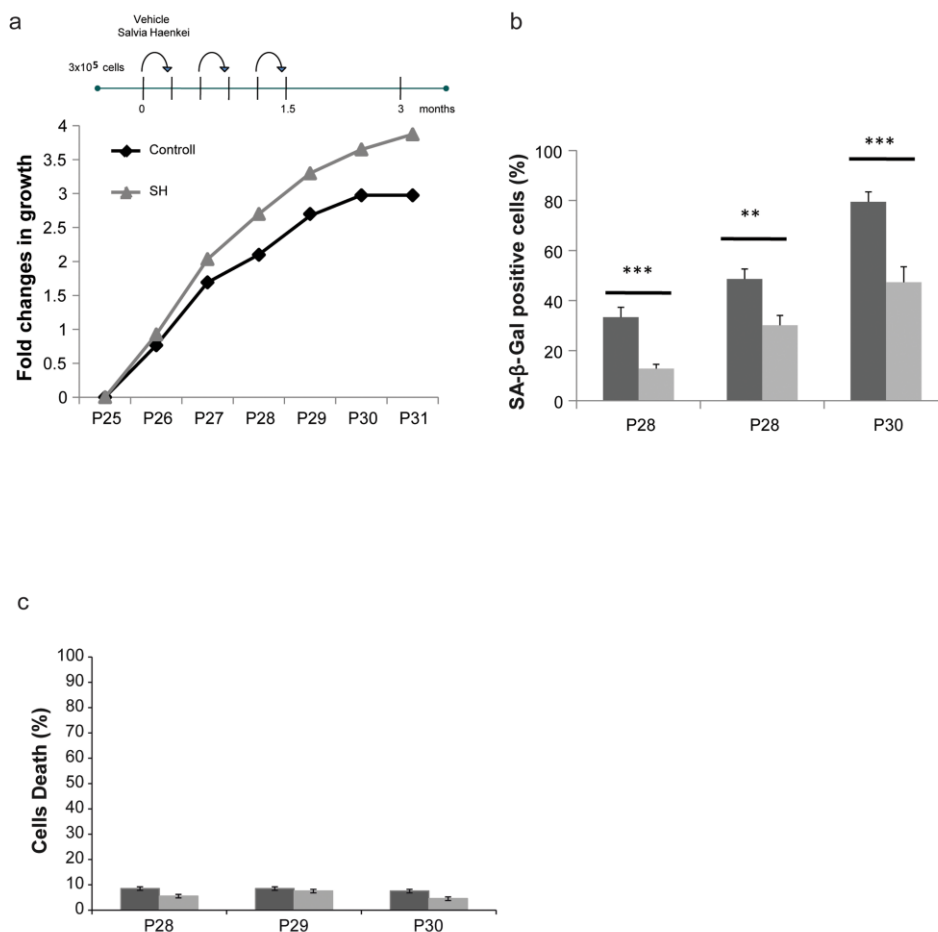 a
Vehicle
Salvia Haenkei
3x10⁵ cells
0
1.5
3
months
4
3.5
3
2.5
2
1.5
1
0.5
0
Fold changes in growth
Controll
SH
P25
P26
P27
P28
P29
P30
P31
b
100
80
60
40
20
0
SA-β-Gal positive cells (%)
***
**
***
P28
P28
P30
c
100
90
80
70
60
50
40
30
20
10
0
Cells Death (%)
P28
P29
P30